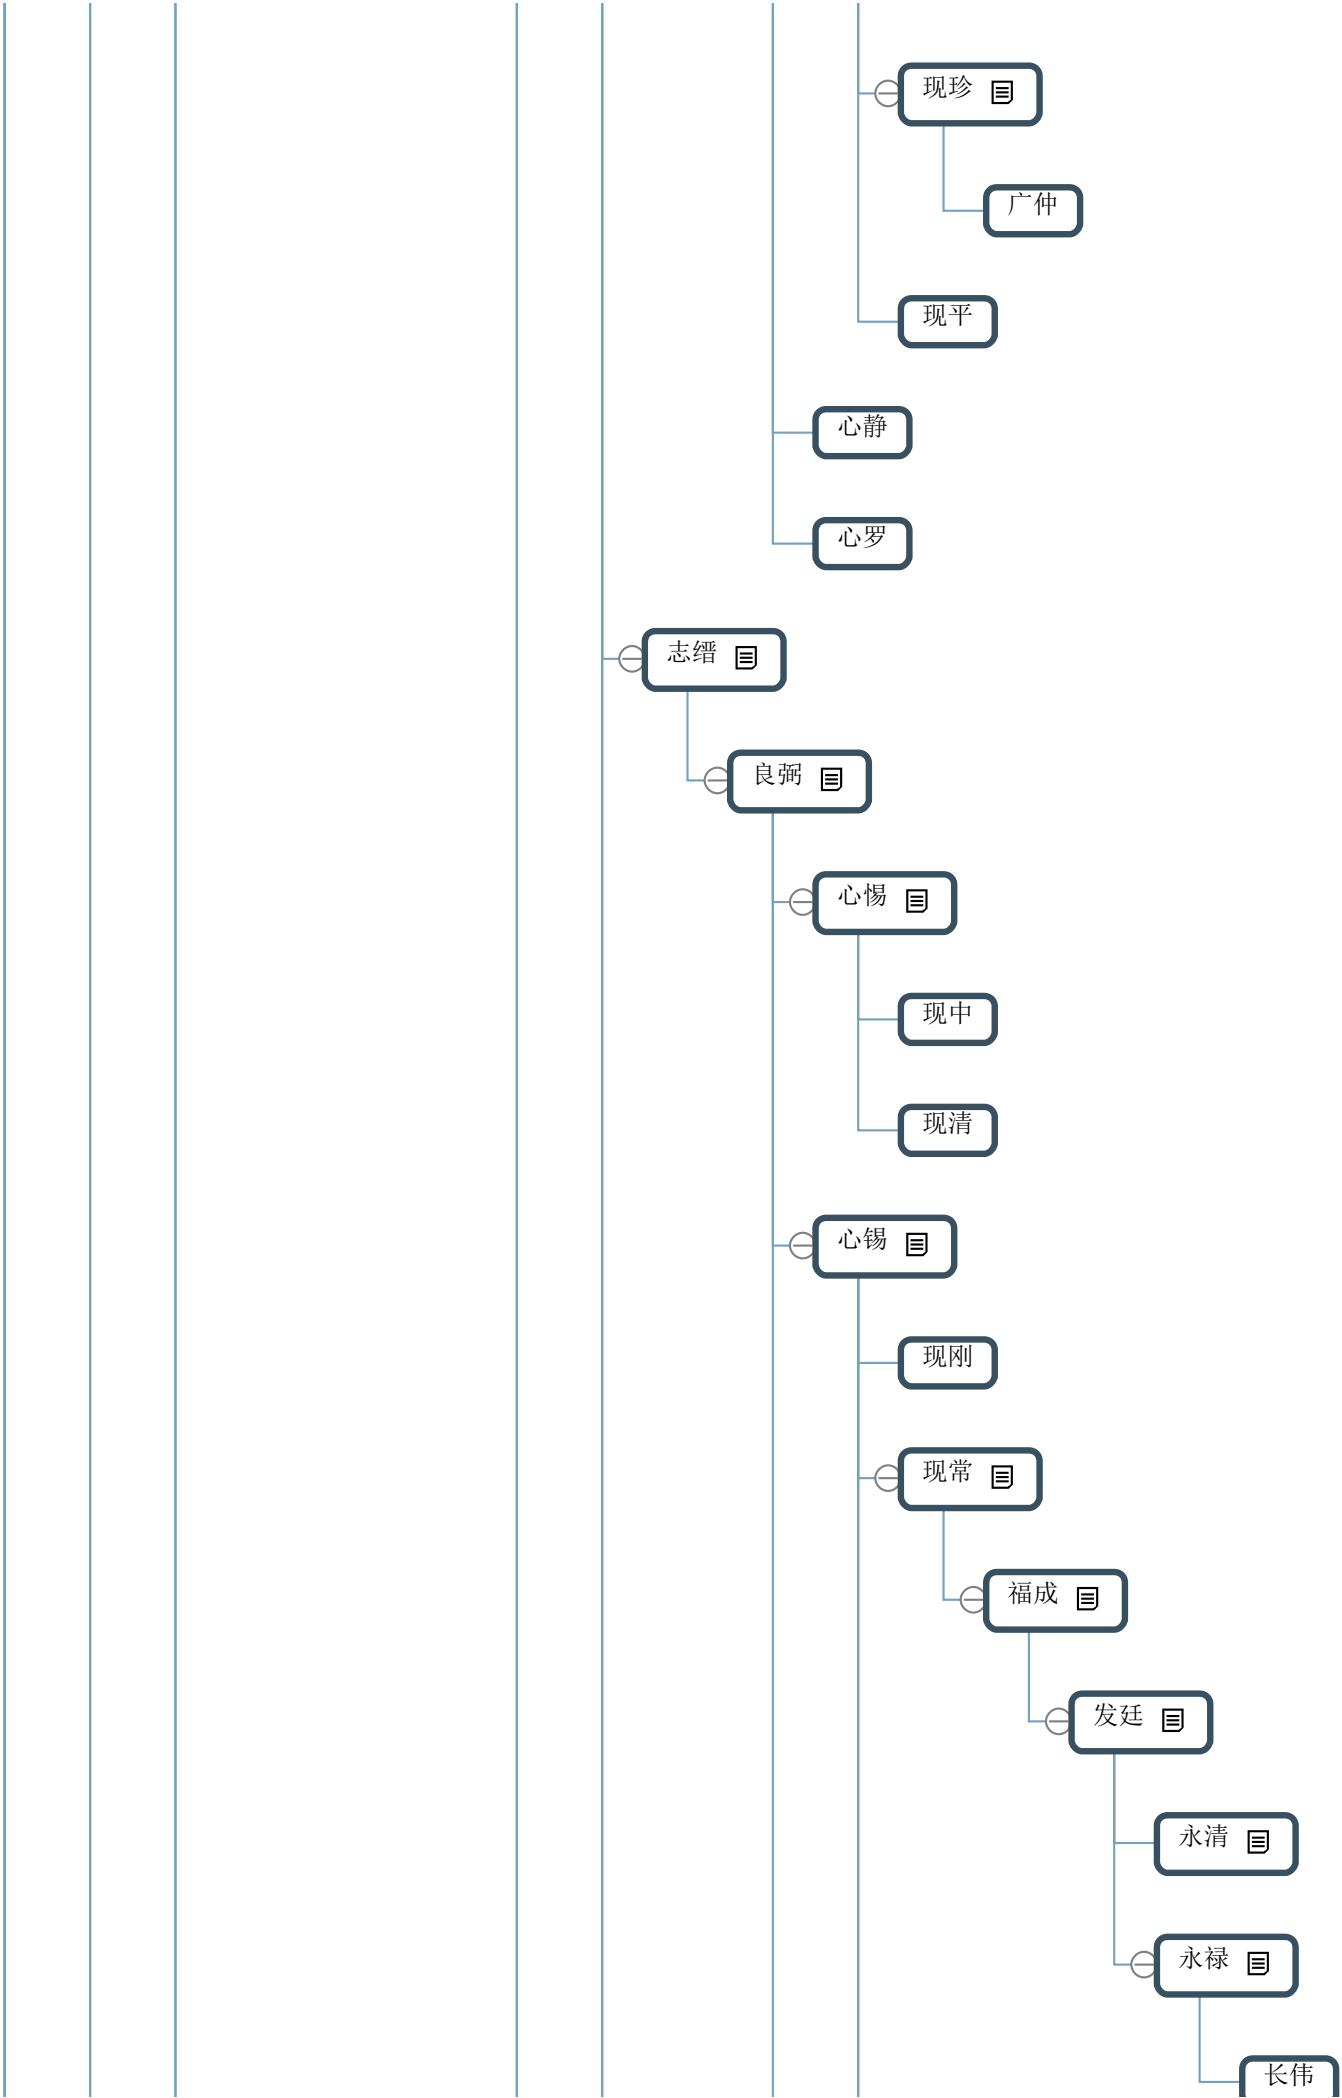 现珍
广仲
现平
心静
心罗
志缙
良弼
心惕
现中
现清
心锡
现刚
现常
福成
发廷
永清
永禄
长伟